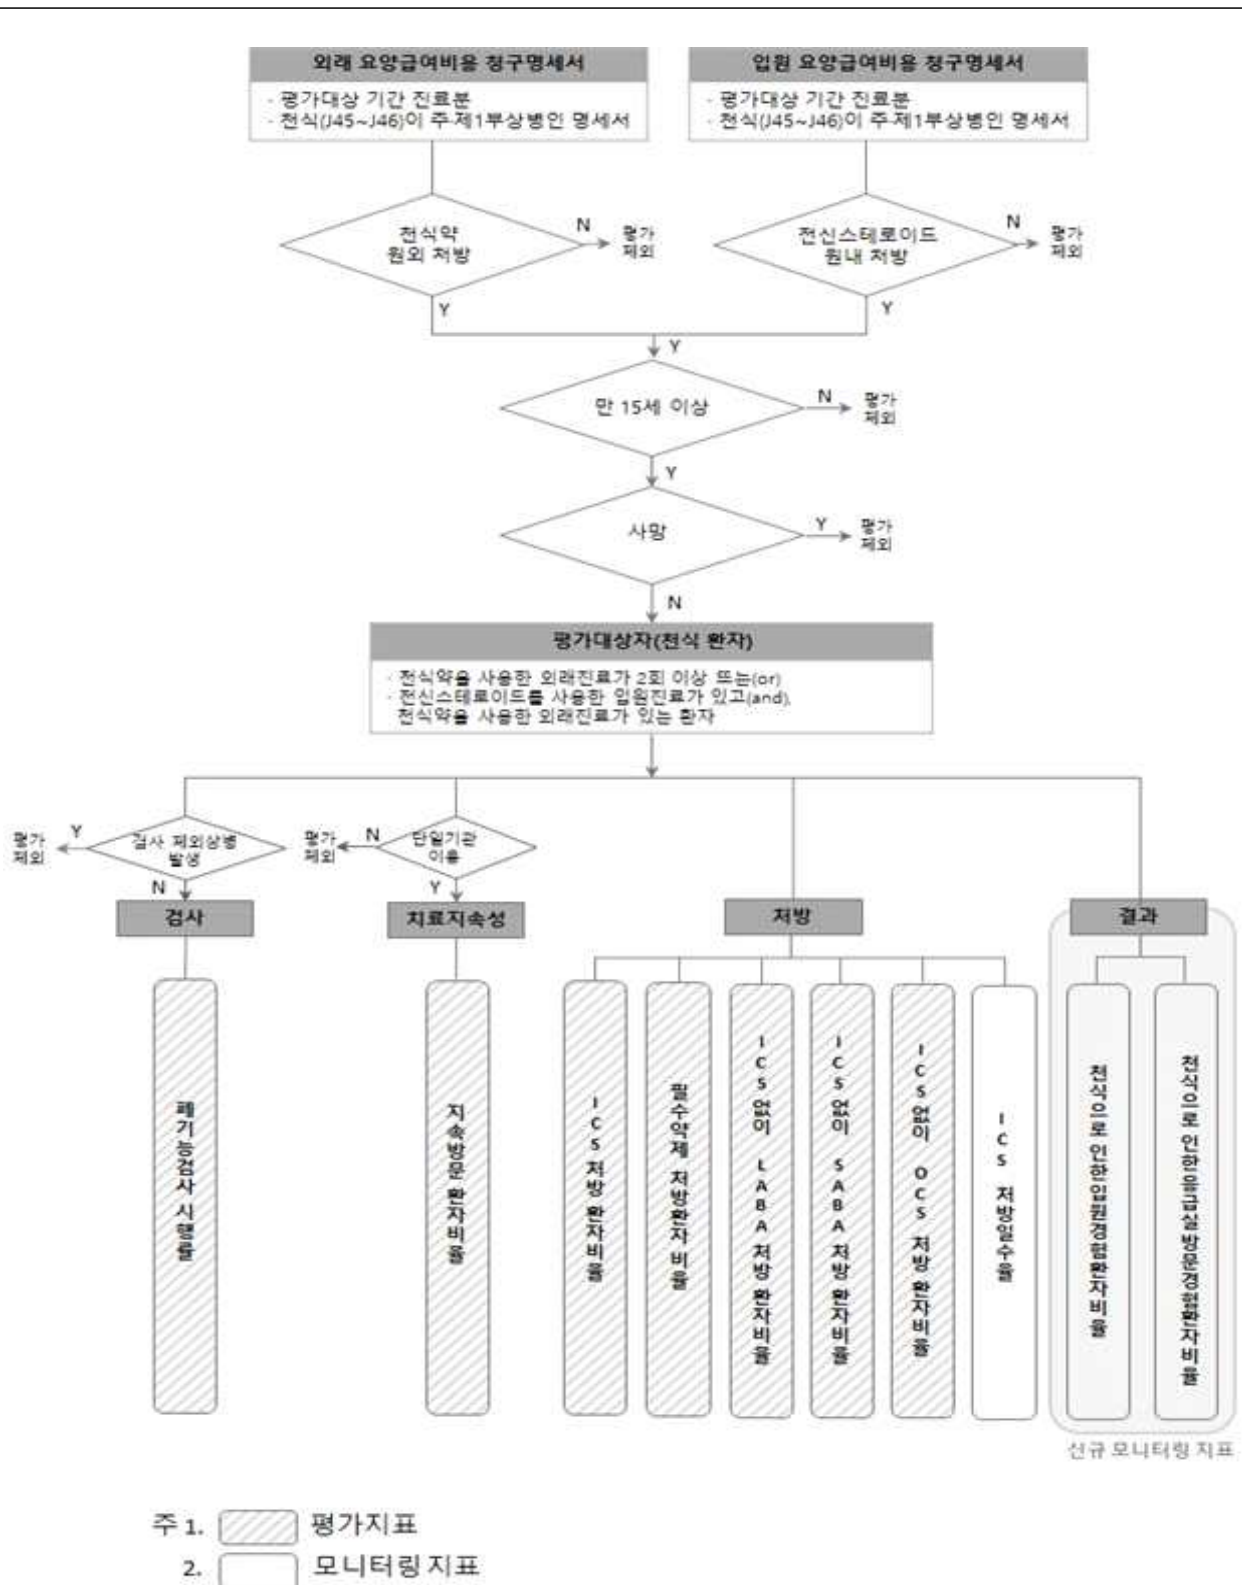 외래 요양급여비용 청구명세서
· 평가대상 기간 진료분
· 천식(J45~J46)이 주·제1부상병인 명세서
입원 요양급여비용 청구명세서
· 평가대상 기간 진료분
· 천식(J45~J46)이 주·제1부상병인 명세서
천식약
원외 처방
N
평가
제외
Y
전신스테로이드
원내 처방
N
평가
제외
Y
Y
만 15세 이상
N
평가
제외
Y
사망
Y
평가
제외
N
평가대상자(천식 환자)
· 천식약을 사용한 외래진료가 2회 이상 또는(or)
· 전신스테로이드를 사용한 입원진료가 있고(and),
천식약을 사용한 외래진료가 있는 환자
검사 제외상병
발생
Y
평가
제외
N
단일기관
이용
N
평가
제외
Y
검사
치료지속성
처방
결과
폐기능검사 시행률
지속방문 환자비율
ICS 처방 환자비율
필수약제 처방환자 비율
ICS 없이 LABA 처방 환자비율
ICS 없이 SABA 처방 환자비율
ICS 없이 OCS 처방 환자비율
ICS 처방일수율
천식으로 인한입원경험환자비율
천식으로 인한응급실방문경험환자비율
신규 모니터링 지표
주 1. 평가지표
2. 모니터링 지표